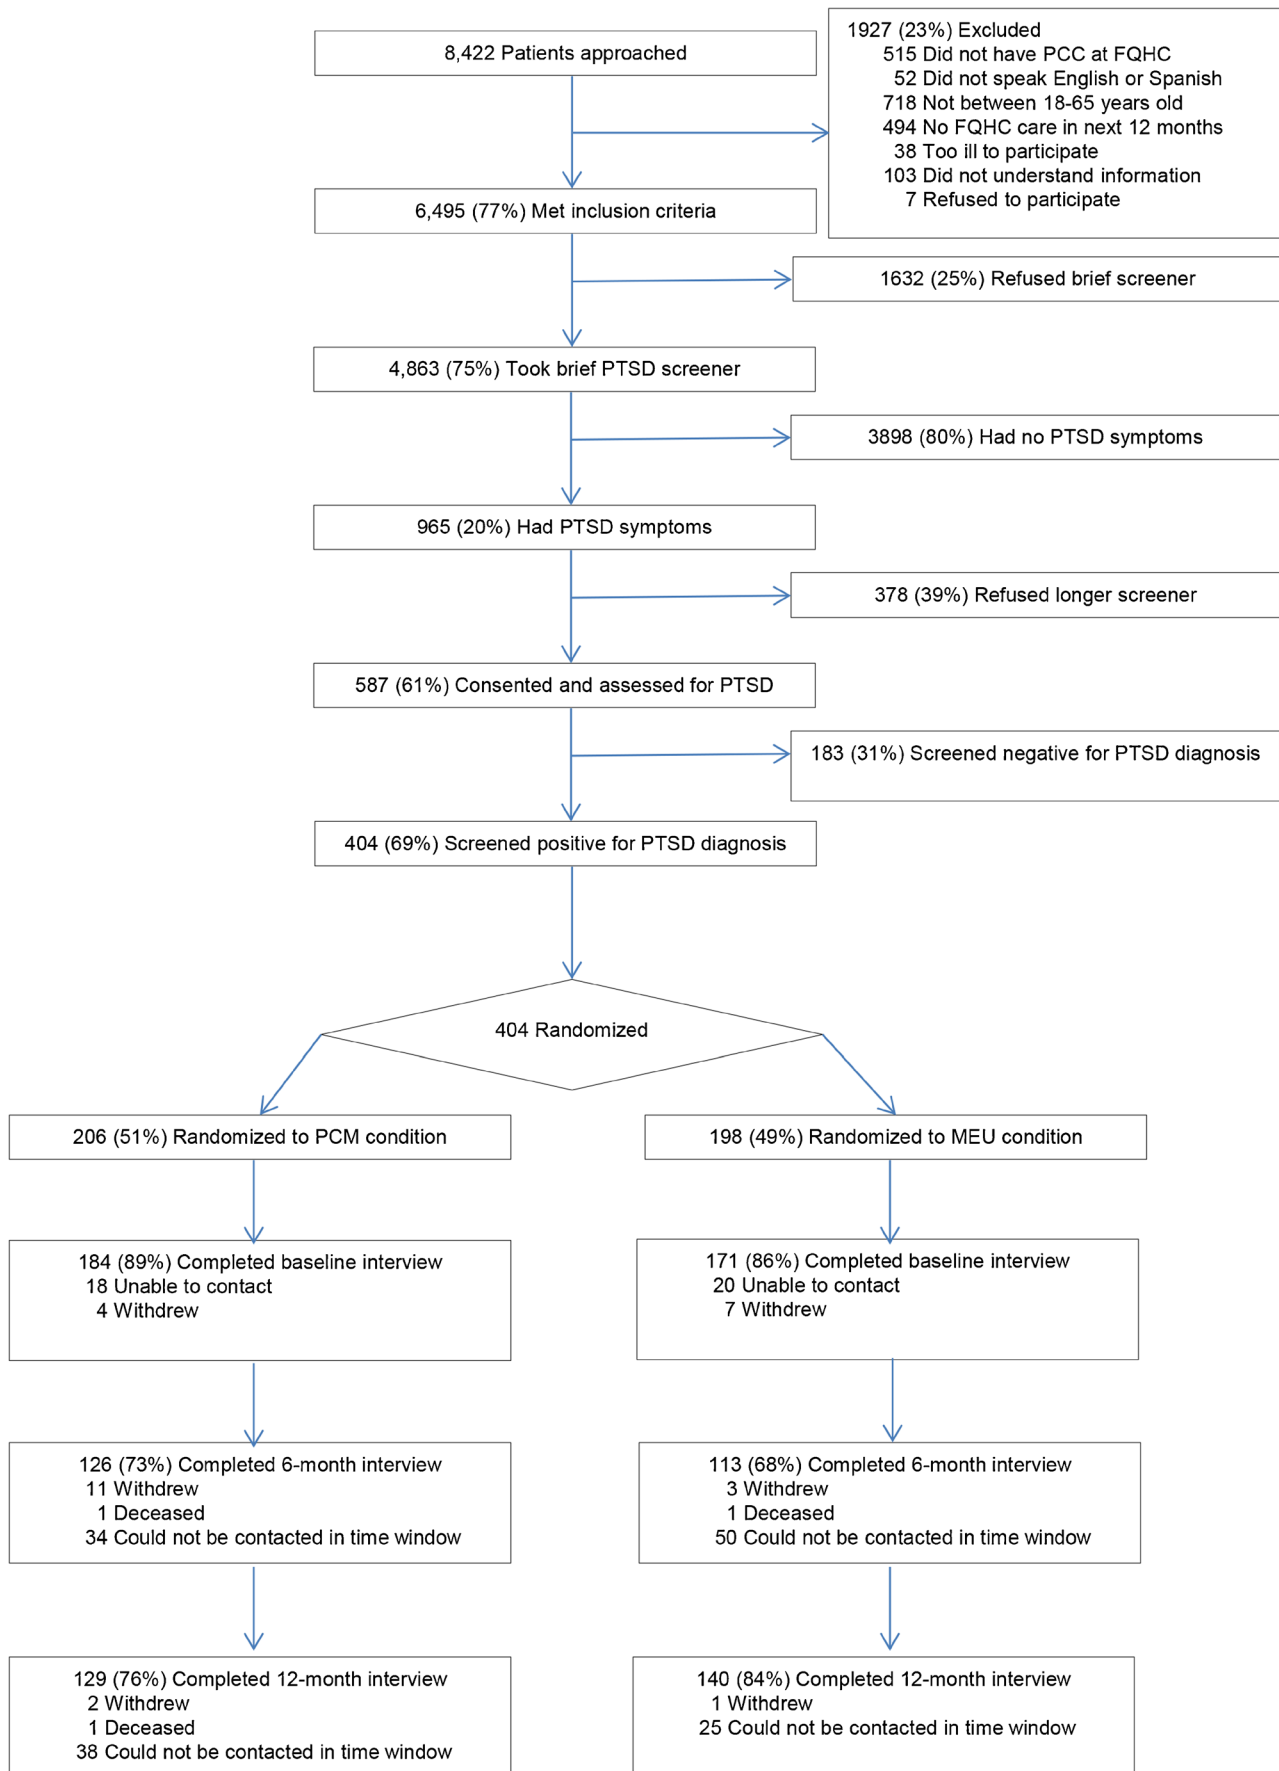 8,422 Patients approached
1927 (23%) Excluded
515 Did not have PCC at FQHC
52 Did not speak English or Spanish
718 Not between 18-65 years old
494 No FQHC care in next 12 months
38 Too ill to participate
103 Did not understand information
7 Refused to participate
6,495 (77%) Met inclusion criteria
1632 (25%) Refused brief screener
4,863 (75%) Took brief PTSD screener
3898 (80%) Had no PTSD symptoms
965 (20%) Had PTSD symptoms
378 (39%) Refused longer screener
587 (61%) Consented and assessed for PTSD
183 (31%) Screened negative for PTSD diagnosis
404 (69%) Screened positive for PTSD diagnosis
404 Randomized
206 (51%) Randomized to PCM condition
198 (49%) Randomized to MEU condition
184 (89%) Completed baseline interview
18 Unable to contact
4 Withdrew
171 (86%) Completed baseline interview
20 Unable to contact
7 Withdrew
126 (73%) Completed 6-month interview
11 Withdrew
1 Deceased
34 Could not be contacted in time window
113 (68%) Completed 6-month interview
3 Withdrew
1 Deceased
50 Could not be contacted in time window
129 (76%) Completed 12-month interview
2 Withdrew
1 Deceased
38 Could not be contacted in time window
140 (84%) Completed 12-month interview
1 Withdrew
25 Could not be contacted in time window